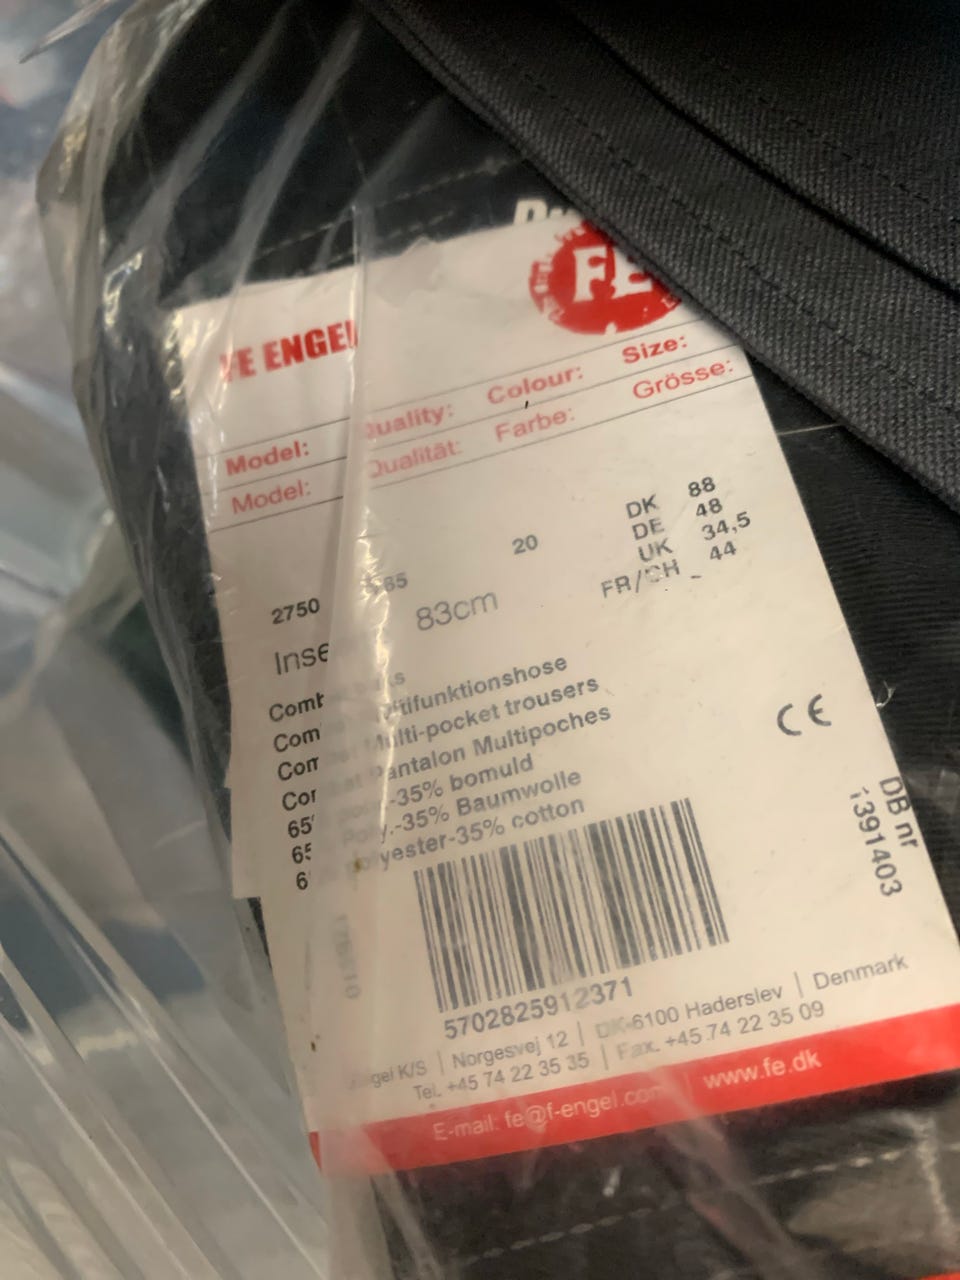 FE
FE ENGEL
Model: Quality: Colour: Size:
Model: Qualität: Farbe: Grösse:
DK 88
DE 48
UK 34,5
FR/CH 44
2750 20
83cm
Multifunktionshose
Multi-pocket trousers
Pantalon Multipoches
-35% bomuld
Poly.-35% Baumwolle
polyester-35% cotton
CE
DB nr
1391403
5702825912371
K/S | Norgesvej 12 | DK-6100 Haderslev | Denmark
Tel. +45 74 22 35 35 | Fax. +45 74 22 35 09
E-mail: fe@f-engel.com www.fe.dk